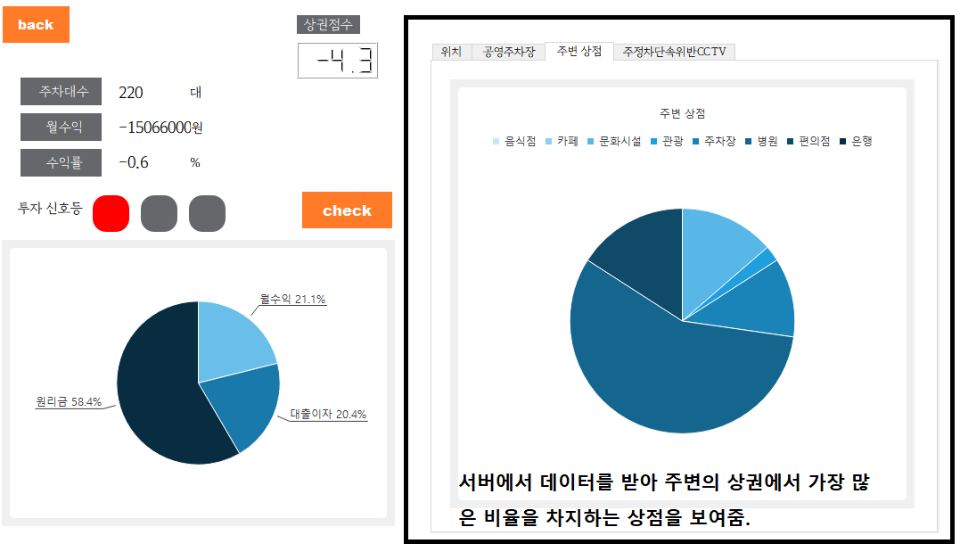 back
상권점수
-4.3
주차대수 220 대
월수익 -15066000원
수익률 -0.6 %
투자 신호등
check
월수익 21.1%
원리금 58.4%
대출이자 20.4%
위치 공영주차장 주변 상점 주정차단속위반CCTV
주변 상점
음식점 카페 문화시설 관광 주차장 병원 편의점 은행
서버에서 데이터를 받아 주변의 상권에서 가장 많
은 비율을 차지하는 상점을 보여줌.